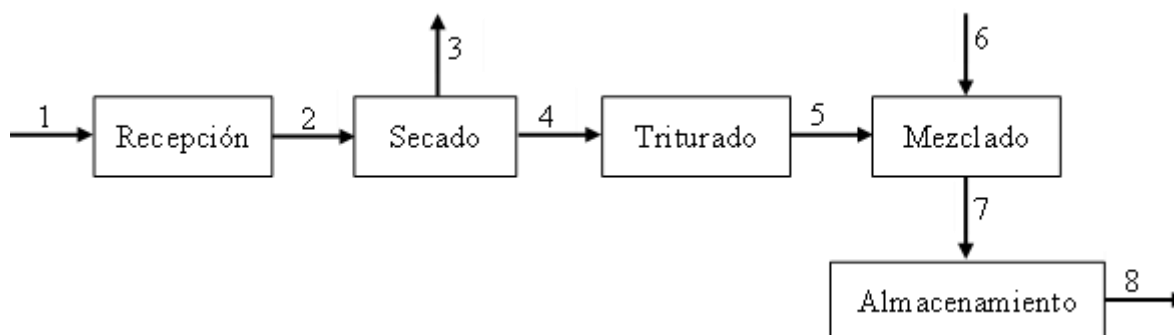 3
6
1
Recepción
2
Secado
4
Triturado
5
Mezclado
7
Almacenamiento
8